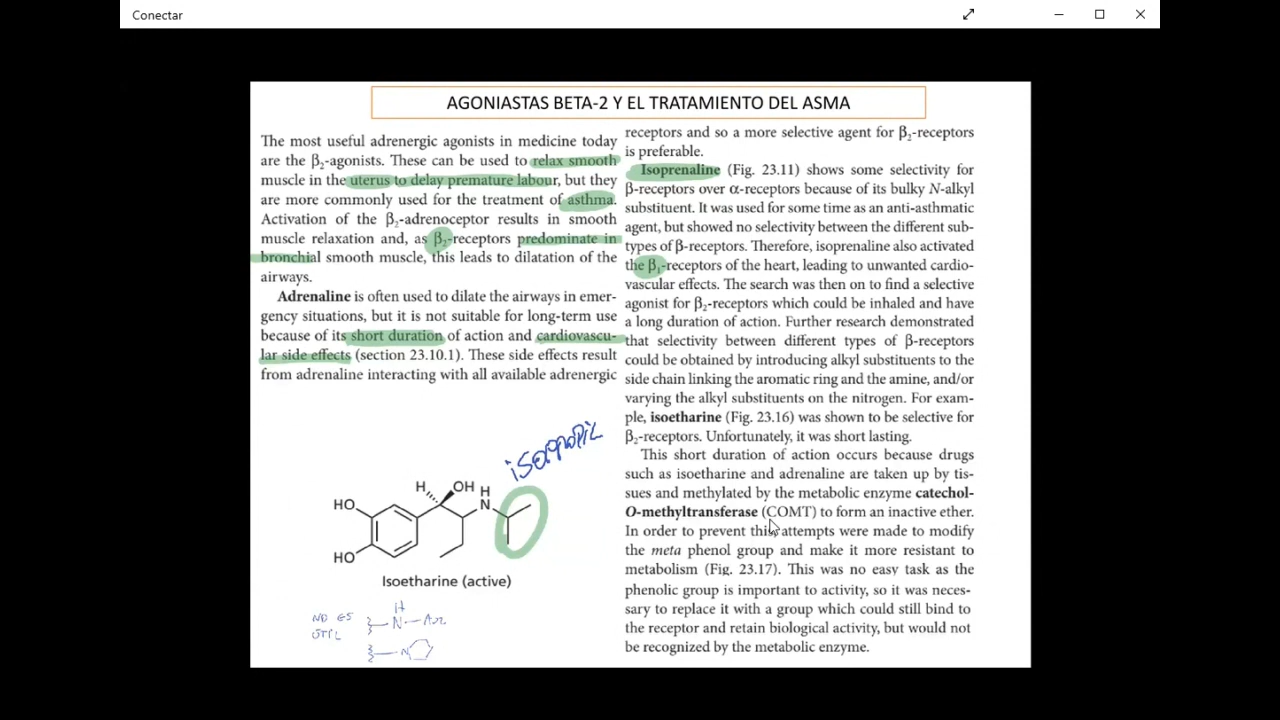 Conectar
AGONIASTAS BETA-2 Y EL TRATAMIENTO DEL ASMA
The most useful adrenergic agonists in medicine today
are the β₂-agonists. These can be used to relax smooth
muscle in the uterus to delay premature labour, but they
are more commonly used for the treatment of asthma.
Activation of the β₂-adrenoceptor results in smooth
muscle relaxation and, as β₂-receptors predominate in
bronchial smooth muscle, this leads to dilatation of the
airways.
Adrenaline is often used to dilate the airways in emer-
gency situations, but it is not suitable for long-term use
because of its short duration of action and cardiovascu-
lar side effects (section 23.10.1). These side effects result
from adrenaline interacting with all available adrenergic
isopropil
H
OH
H
N
HO
HO
Isoetharine (active)
NO ES
UTIL
H
N
N
receptors and so a more selective agent for β₂-receptors
is preferable.
Isoprenaline (Fig. 23.11) shows some selectivity for
β-receptors over α-receptors because of its bulky N-alkyl
substituent. It was used for some time as an anti-asthmatic
agent, but showed no selectivity between the different sub-
types of β-receptors. Therefore, isoprenaline also activated
the β₁-receptors of the heart, leading to unwanted cardio-
vascular effects. The search was then on to find a selective
agonist for β₂-receptors which could be inhaled and have
a long duration of action. Further research demonstrated
that selectivity between different types of β-receptors
could be obtained by introducing alkyl substituents to the
side chain linking the aromatic ring and the amine, and/or
varying the alkyl substituents on the nitrogen. For exam-
ple, isoetharine (Fig. 23.16) was shown to be selective for
β₂-receptors. Unfortunately, it was short lasting.
This short duration of action occurs because drugs
such as isoetharine and adrenaline are taken up by tis-
sues and methylated by the metabolic enzyme catechol-
O-methyltransferase (COMT) to form an inactive ether.
In order to prevent this, attempts were made to modify
the meta phenol group and make it more resistant to
metabolism (Fig. 23.17). This was no easy task as the
phenolic group is important to activity, so it was neces-
sary to replace it with a group which could still bind to
the receptor and retain biological activity, but would not
be recognized by the metabolic enzyme.